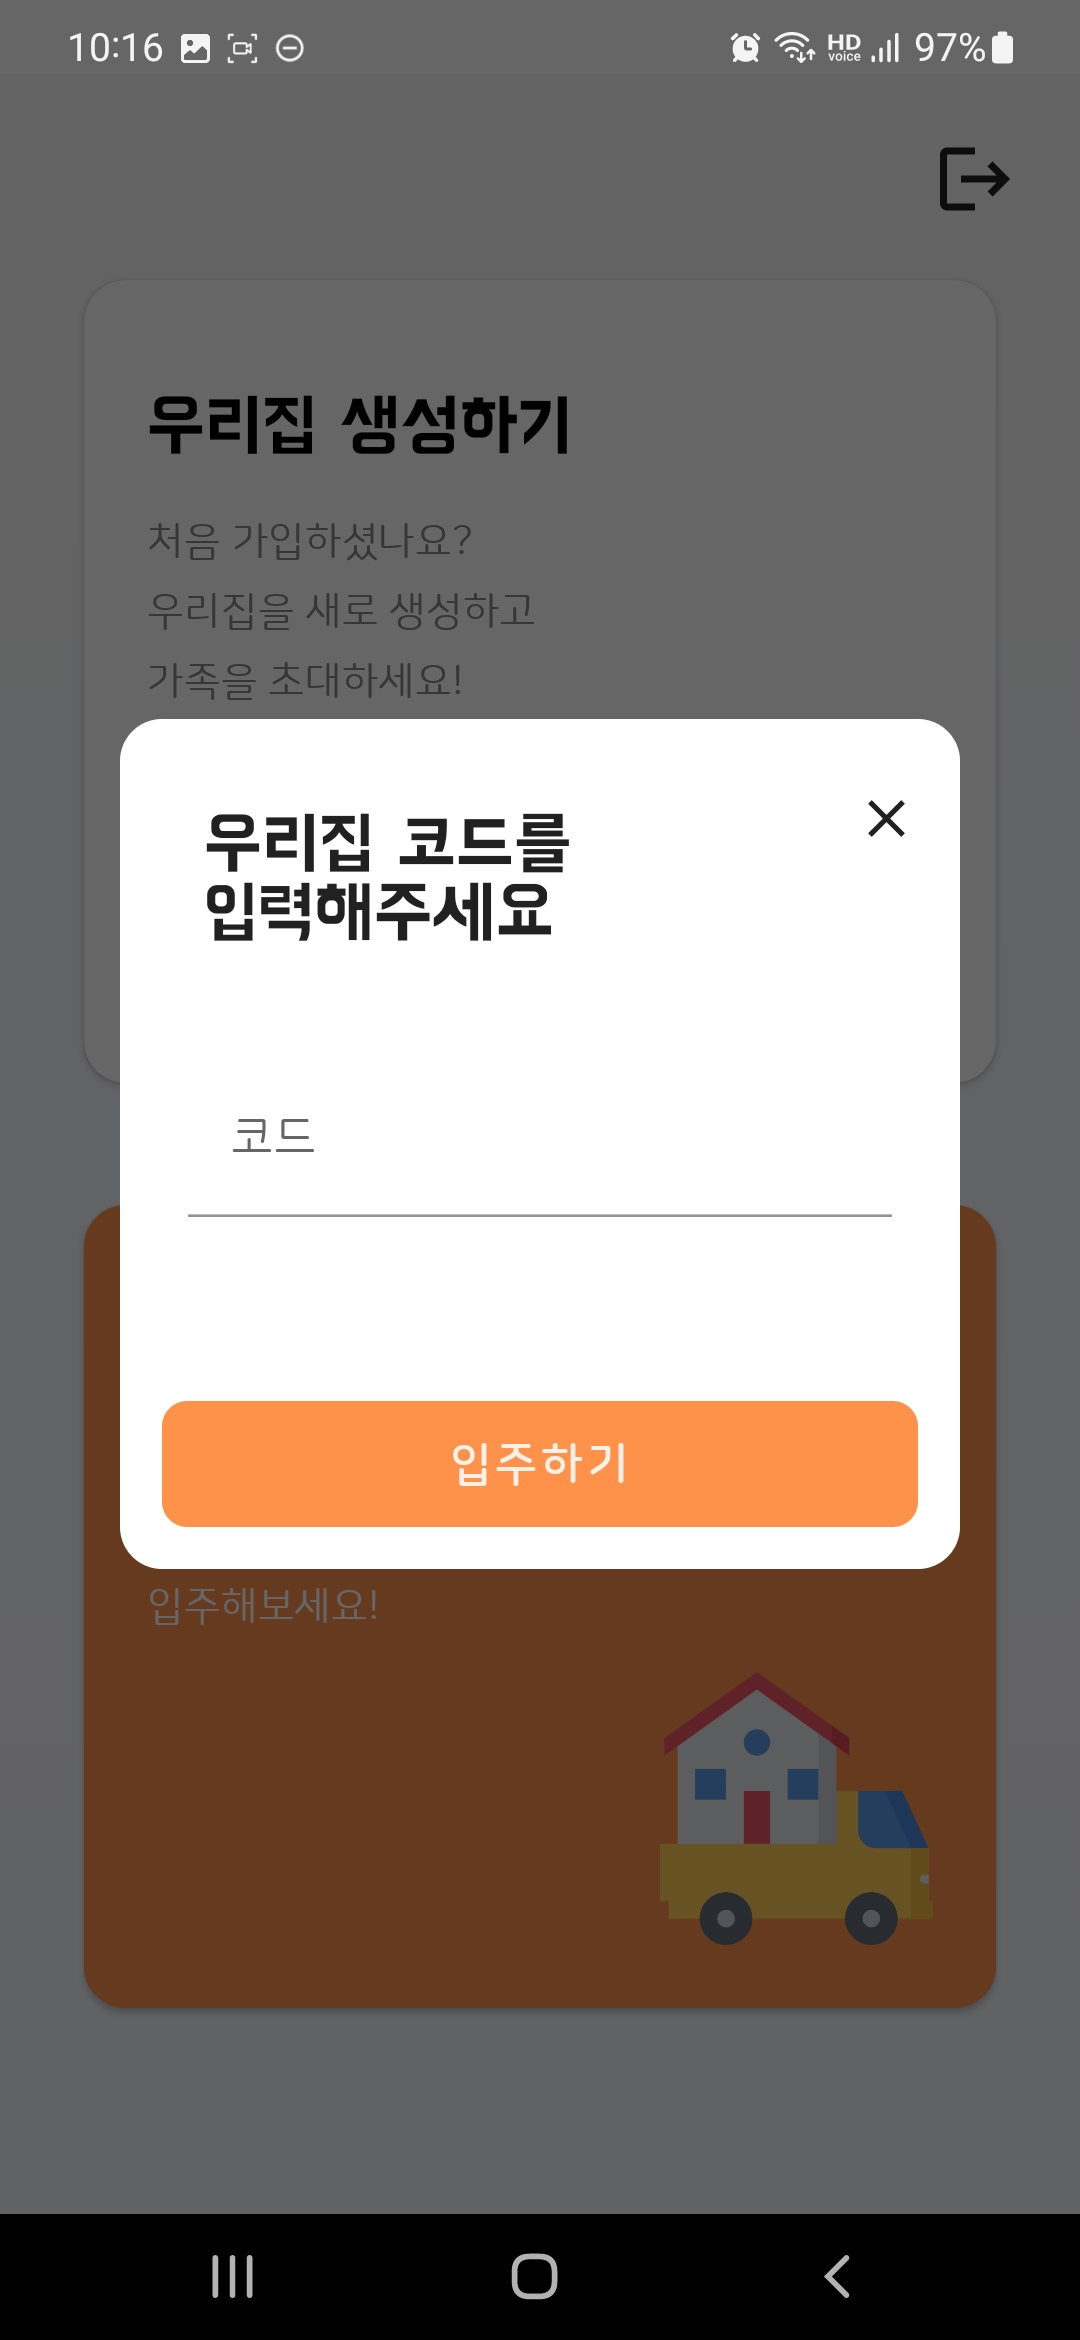 10:16 HD voice 97%
우리집 생성하기
처음 가입하셨나요?
우리집을 새로 생성하고
가족을 초대하세요!
우리집 코드를
입력해주세요
코드
입주하기
입주해보세요!